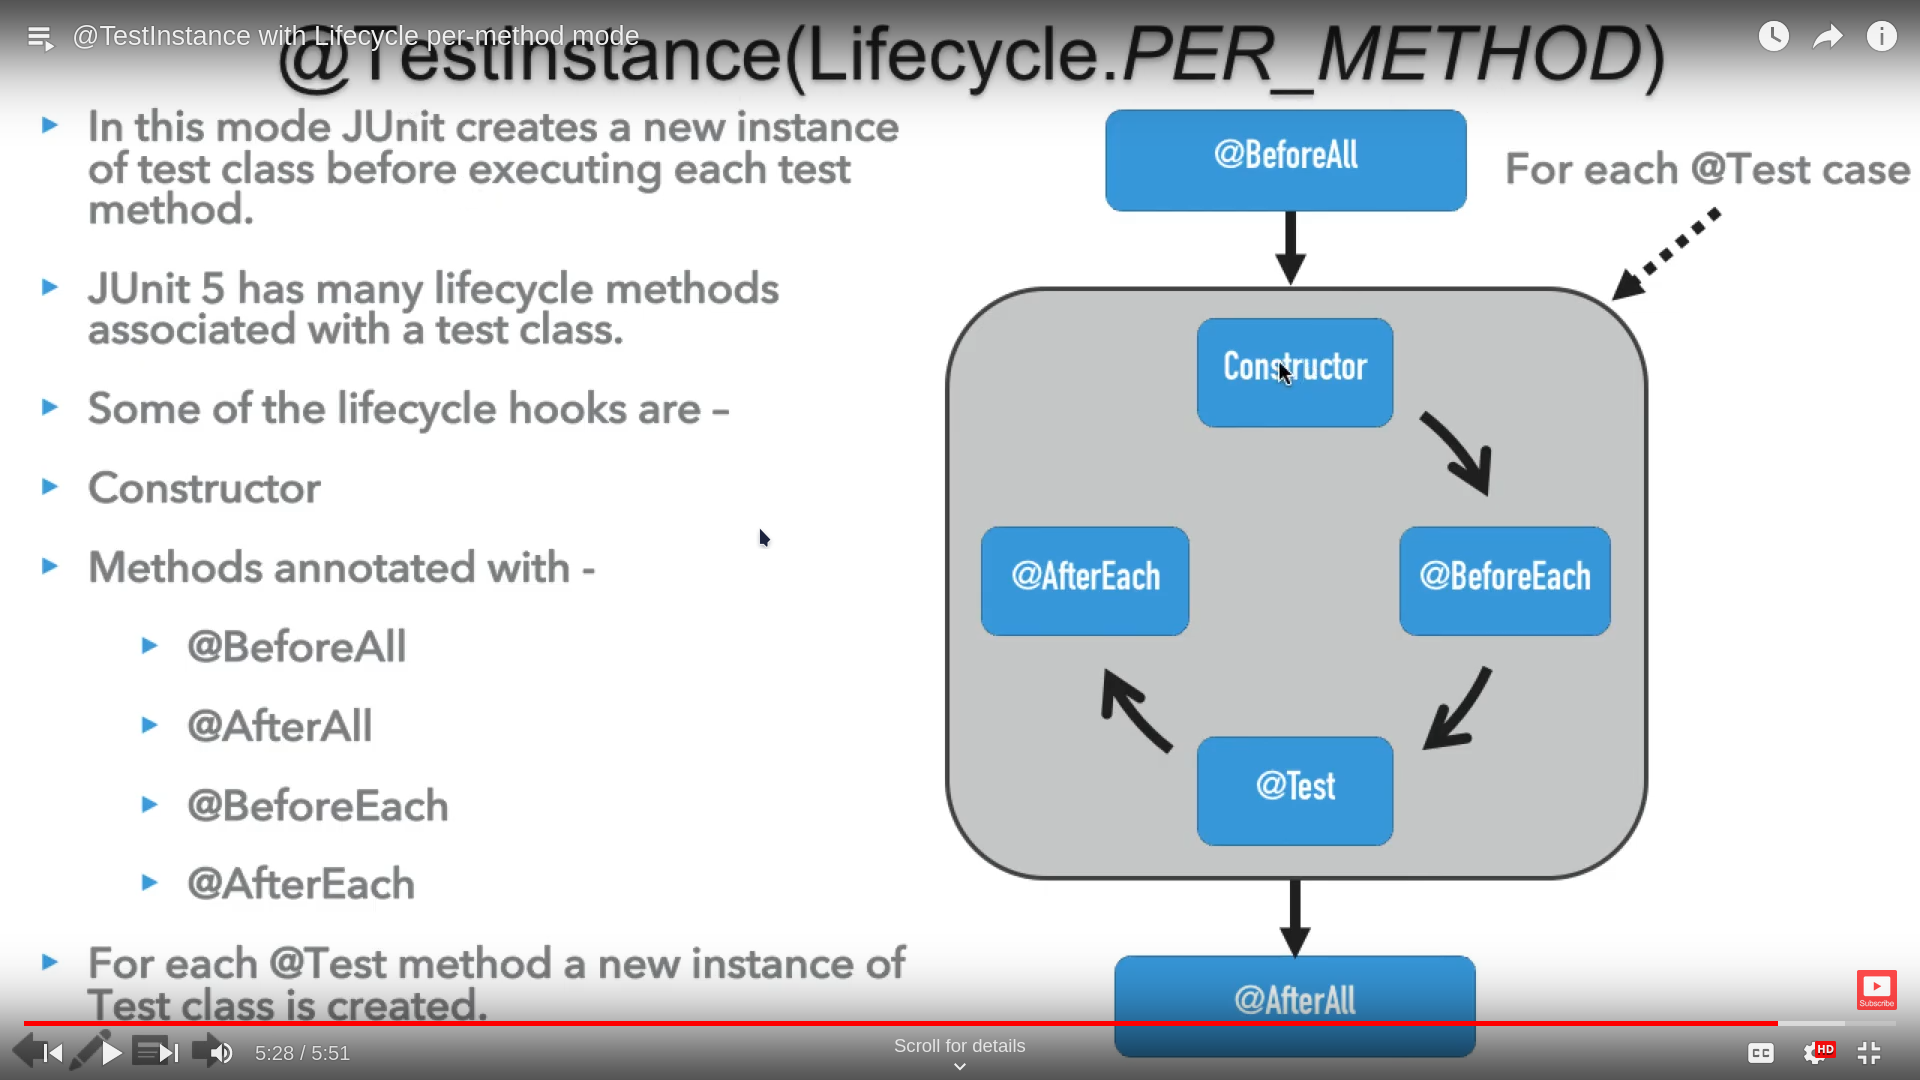 @TestInstance with Lifecycle per-method mode
@TestInstance(Lifecycle.PER_METHOD)
In this mode JUnit creates a new instance
of test class before executing each test
method.
JUnit 5 has many lifecycle methods
associated with a test class.
Some of the lifecycle hooks are –
Constructor
Methods annotated with -
@BeforeAll
@AfterAll
@BeforeEach
@AfterEach
For each @Test method a new instance of
Test class is created.
@BeforeAll
For each @Test case
Constructor
@AfterEach
@BeforeEach
@Test
@AfterAll
Subscribe
5:28 / 5:51
Scroll for details
CC
HD